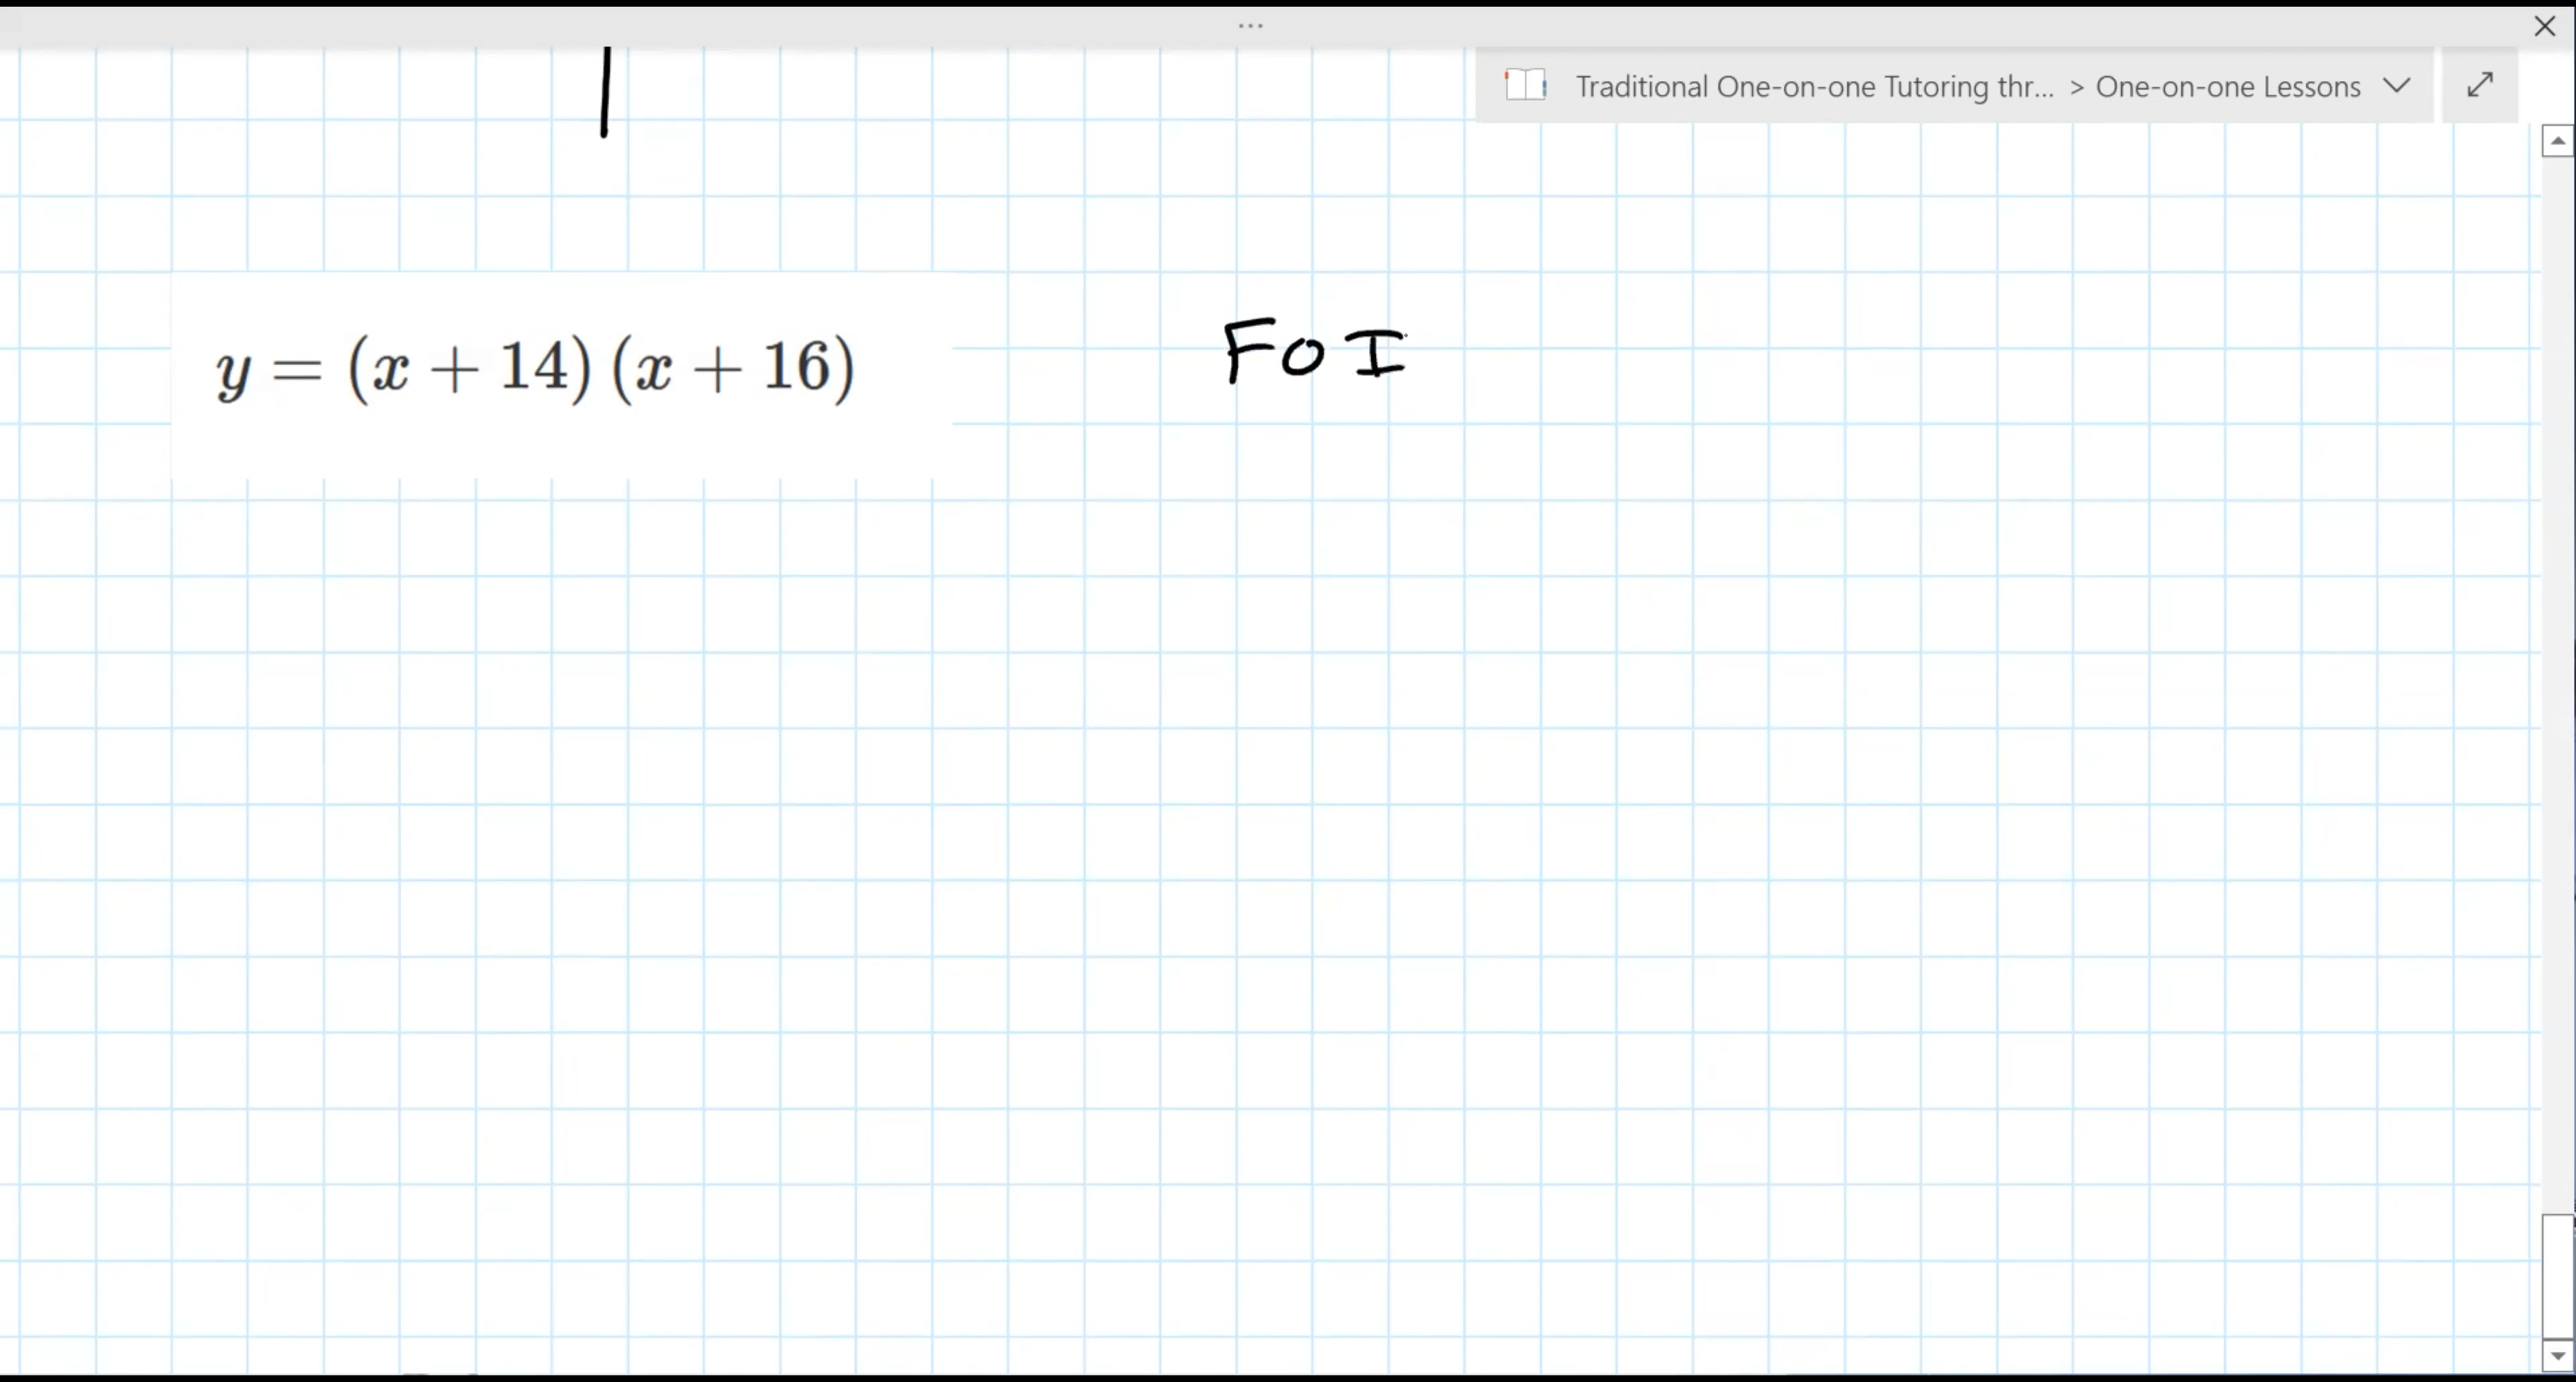 Traditional One-on-one Tutoring thr... > One-on-one Lessons
y = (x + 14) (x + 16)
FOI